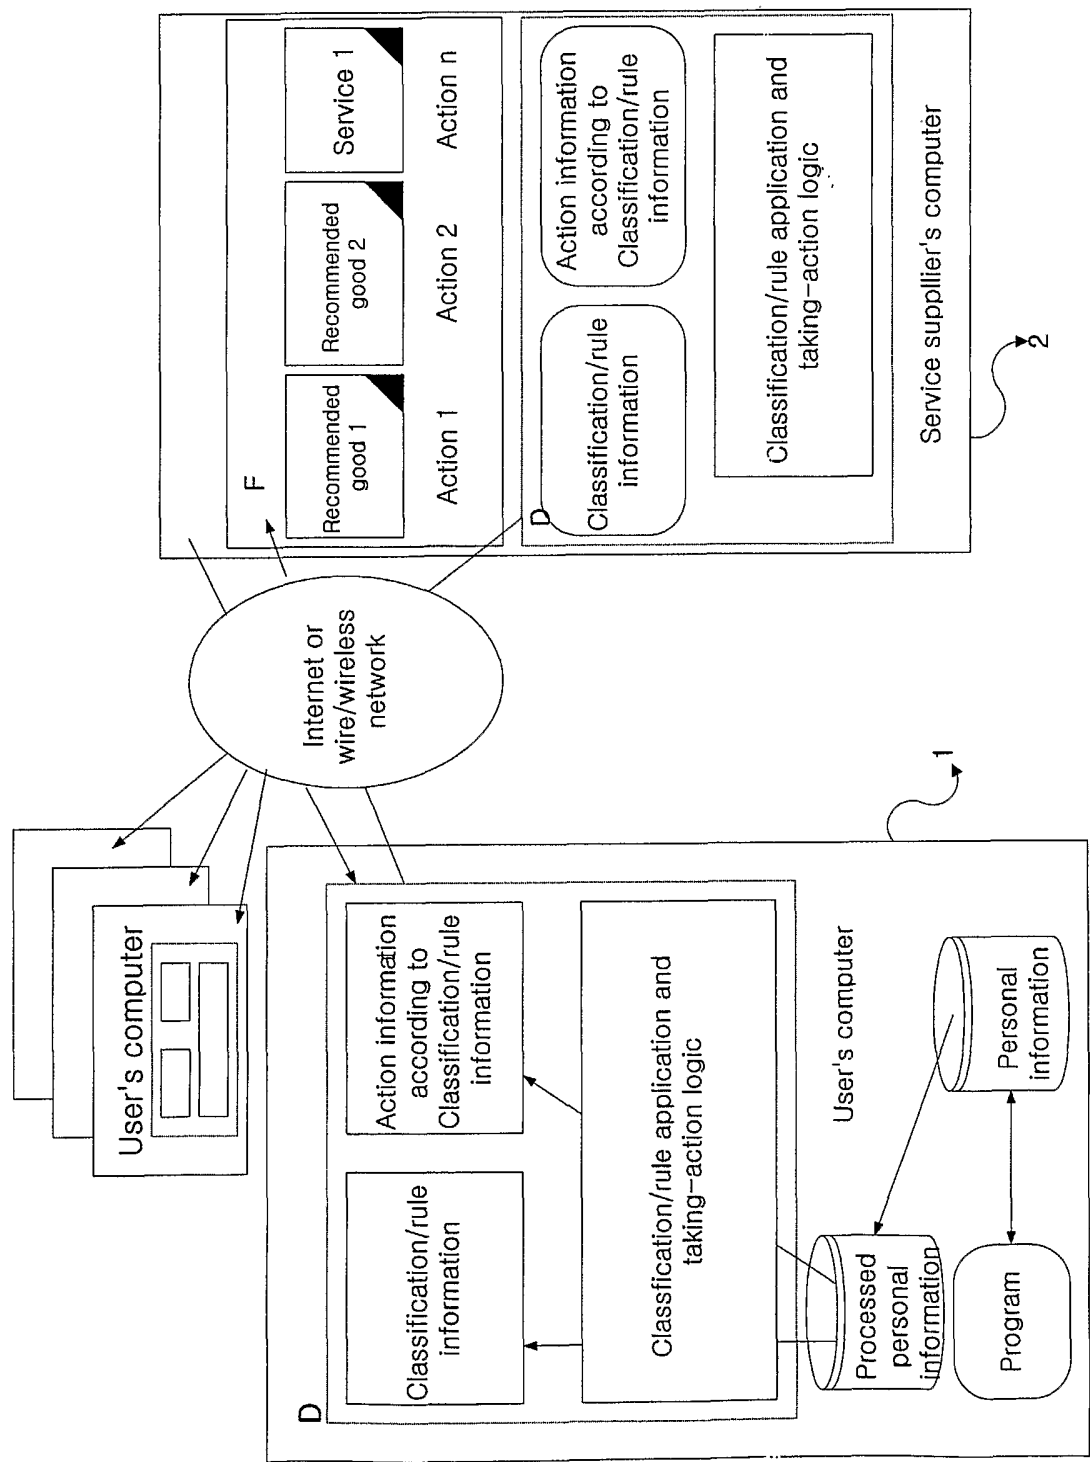 User's computer
D
Classification/rule
information
Action information
according to
Classification/rule
information
Classfication/rule application and
taking-action logic
User's computer
Processed
personal
information
Personal
information
Program
1
Internet or
wire/wireless
network
F
Recommended
good 1
Recommended
good 2
Service 1
Action 1
Action 2
Action n
D
Classification/rule
information
Action information
according to
Classification/rule
information
Classification/rule application and
taking-action logic
Service suppllier's computer
2